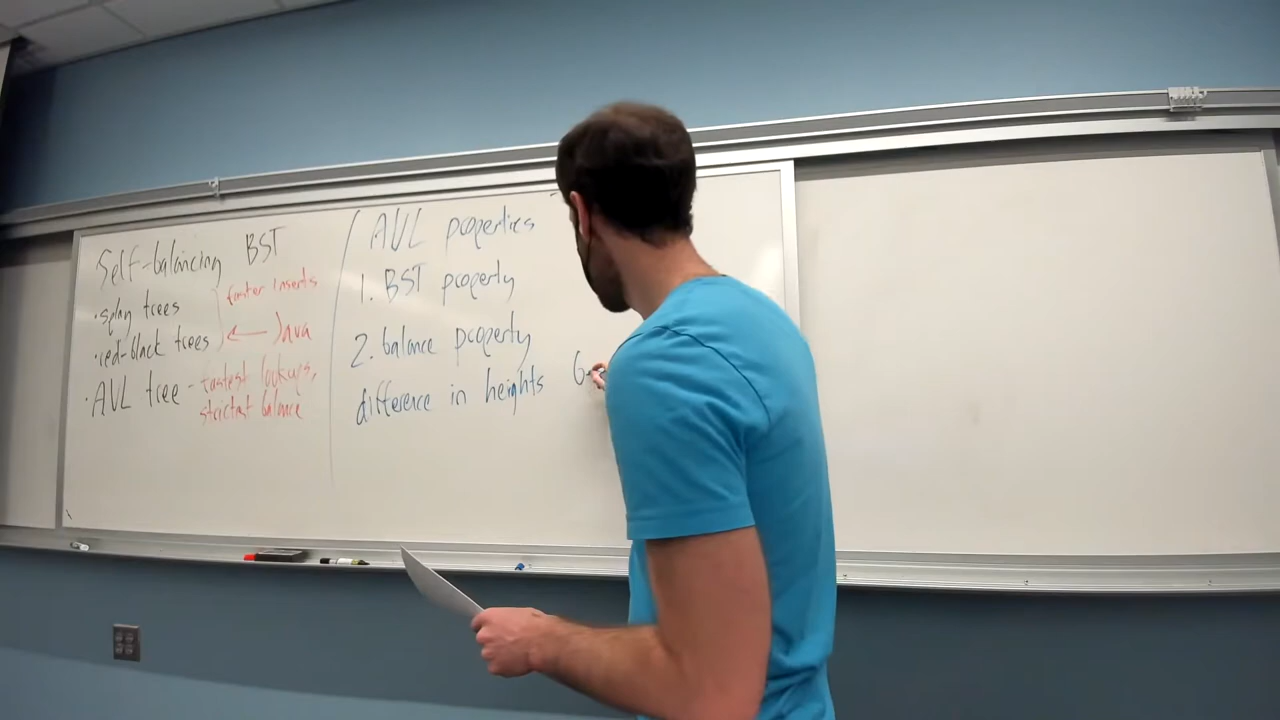 Self-balancing BST
• splay trees
faster inserts
• red-black trees
← Java
• AVL tree - fastest lookups,
strictest balance
AVL properties
1. BST property
2. balance property
difference in heights